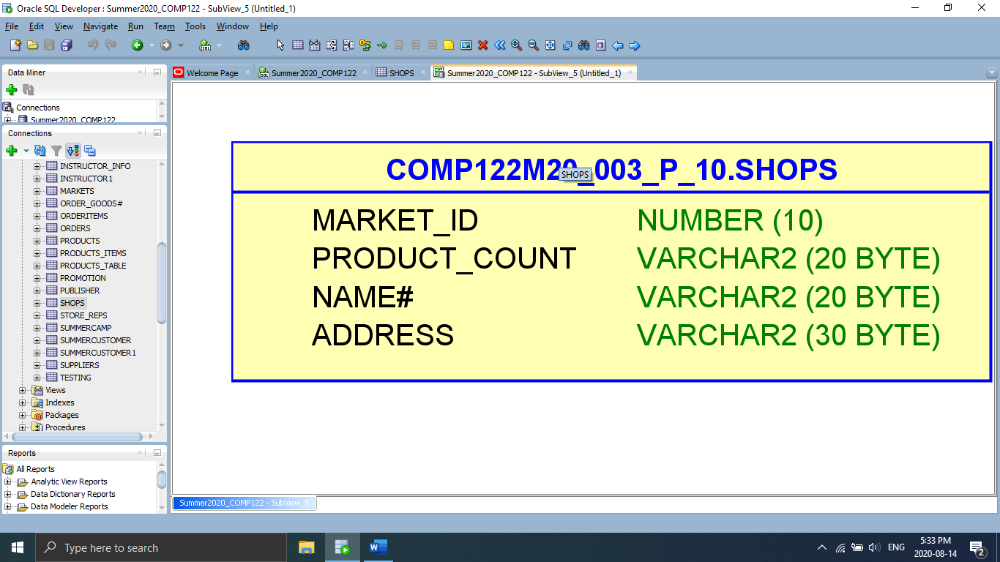 Oracle SQL Developer : Summer2020_COMP122 - SubView_5 (Untitled_1)
File Edit View Navigate Run Team Tools Window Help
Data Miner
Connections
Summer2020_COMP122
Connections
INSTRUCTOR_INFO
INSTRUCTOR1
MARKETS
ORDER_GOODS#
ORDERITEMS
ORDERS
PRODUCTS
PRODUCTS_ITEMS
PRODUCTS_TABLE
PROMOTION
PUBLISHER
SHOPS
STORE_REPS
SUMMERCAMP
SUMMERCUSTOMER
SUMMERCUSTOMER1
SUPPLIERS
TESTING
Views
Indexes
Packages
Procedures
Reports
All Reports
Analytic View Reports
Data Dictionary Reports
Data Modeler Reports
Welcome Page Summer2020_COMP122 SHOPS Summer2020_COMP122 - SubView_5 (Untitled_1)
COMP122M20_003_P_10.SHOPS
SHOPS
MARKET_ID NUMBER (10)
PRODUCT_COUNT VARCHAR2 (20 BYTE)
NAME# VARCHAR2 (20 BYTE)
ADDRESS VARCHAR2 (30 BYTE)
Summer2020_COMP122 - SubView_5
Type here to search
ENG
5:33 PM
2020-08-14
2